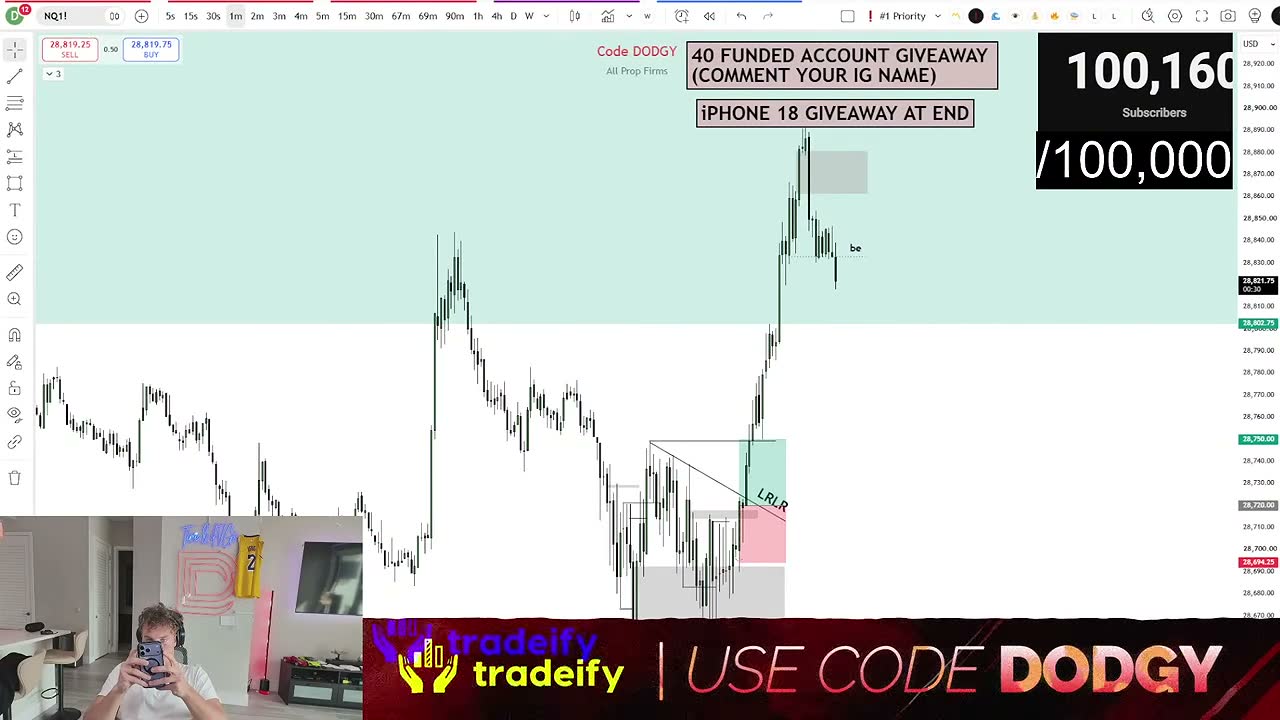 D 12 NQ1! 5s 15s 30s 1m 2m 3m 4m 5m 15m 30m 67m 69m 90m 1h 4h D W W #1 Priority L L
28,819.25 SELL 0.50 28,819.75 BUY
3
Code DODGY
All Prop Firms
40 FUNDED ACCOUNT GIVEAWAY
(COMMENT YOUR IG NAME)
iPHONE 18 GIVEAWAY AT END
100,160
Subscribers
/100,000
USD
28,920.00
28,910.00
28,900.00
28,890.00
28,880.00
28,870.00
28,860.00
28,850.00
28,840.00
28,830.00
28,821.75
00:30
28,810.00
28,802.75
28,790.00
28,780.00
28,770.00
28,760.00
28,750.00
28,740.00
28,730.00
28,720.00
28,710.00
28,700.00
28,694.25
28,690.00
28,680.00
28,670.00
be
LRLR
D
2
tradeify
tradeify
USE CODE DODGY